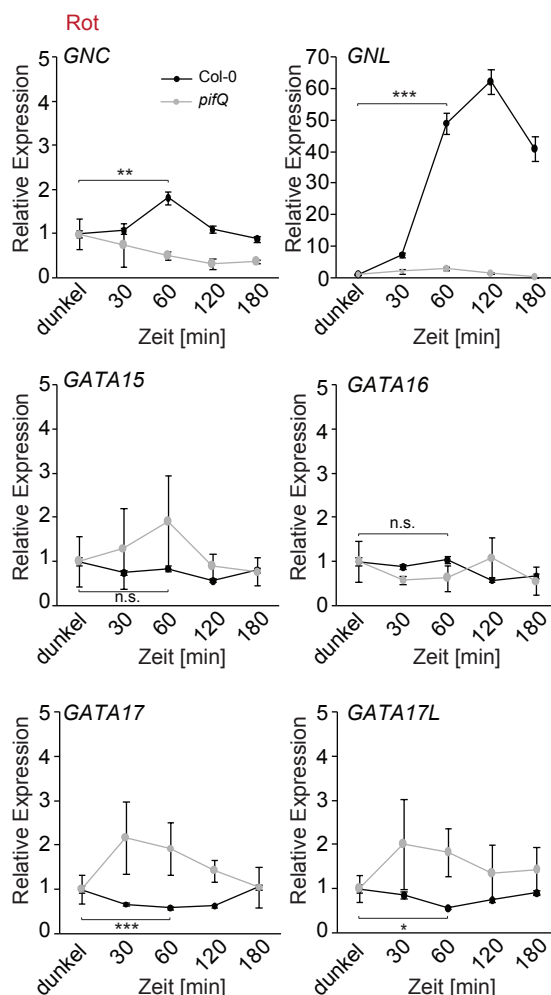 Rot
GNC
GNL
Col-0
pifQ
Relative Expression
5
4
3
2
1
0
**
dunkel
30
60
120
180
Zeit [min]
Relative Expression
70
60
50
40
30
20
10
0
***
dunkel
30
60
120
180
Zeit [min]
GATA15
Relative Expression
5
4
3
2
1
0
n.s.
dunkel
30
60
120
180
Zeit [min]
GATA16
Relative Expression
5
4
3
2
1
0
n.s.
dunkel
30
60
120
180
Zeit [min]
GATA17
Relative Expression
5
4
3
2
1
0
***
dunkel
30
60
120
180
Zeit [min]
GATA17L
Relative Expression
5
4
3
2
1
0
*
dunkel
30
60
120
180
Zeit [min]